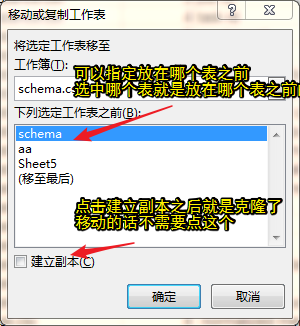 移动或复制工作表
将选定工作表移至
工作簿(T):
可以指定放在哪个表之前
schema.c
选中哪个表就是放在哪个表之前
下列选定工作表之前(B):
schema
aa
Sheet5
(移至最后)
点击建立副本之后就是克隆了
移动的话不需要点这个
建立副本(C)
确定
取消